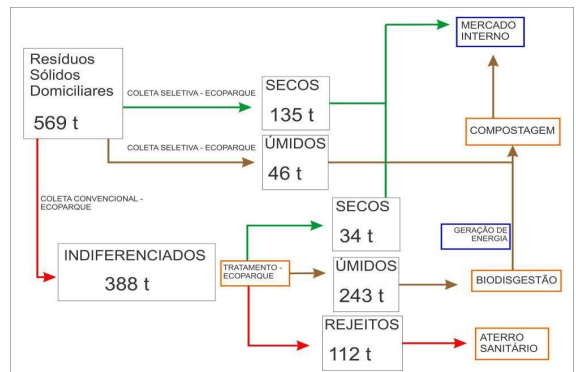 Resíduos
Sólidos
Domiciliares
569 t
COLETA SELETIVA - ECOPARQUE
SECOS
135 t
MERCADO
INTERNO
COLETA SELETIVA - ECOPARQUE
ÚMIDOS
46 t
COMPOSTAGEM
COLETA CONVENCIONAL -
ECOPARQUE
SECOS
34 t
GERAÇÃO DE
ENERGIA
INDIFERENCIADOS
388 t
TRATAMENTO -
ECOPARQUE
ÚMIDOS
243 t
BIODISGESTÃO
REJEITOS
112 t
ATERRO
SANITÁRIO